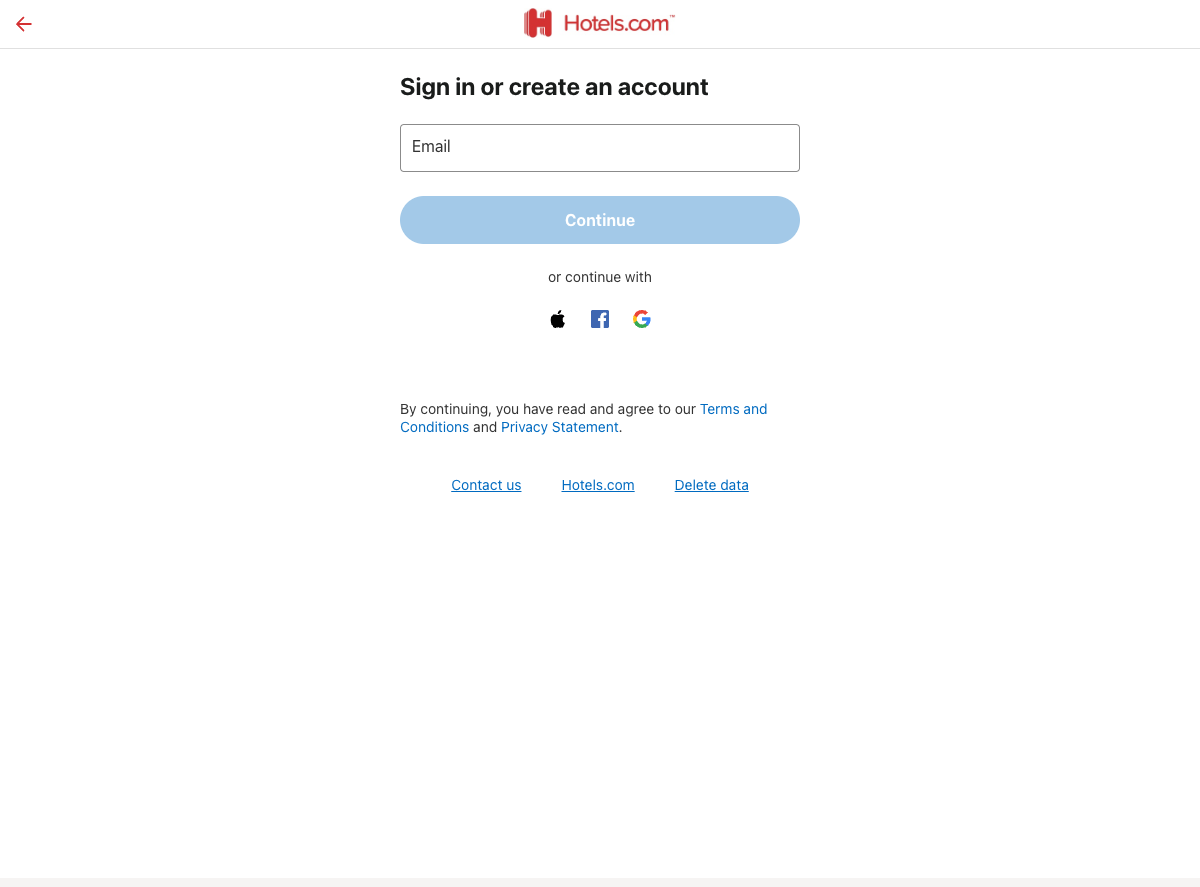 Hotels.com™
Sign in or create an account
Email
Continue
or continue with
By continuing, you have read and agree to our Terms and
Conditions and Privacy Statement.
Contact us Hotels.com Delete data